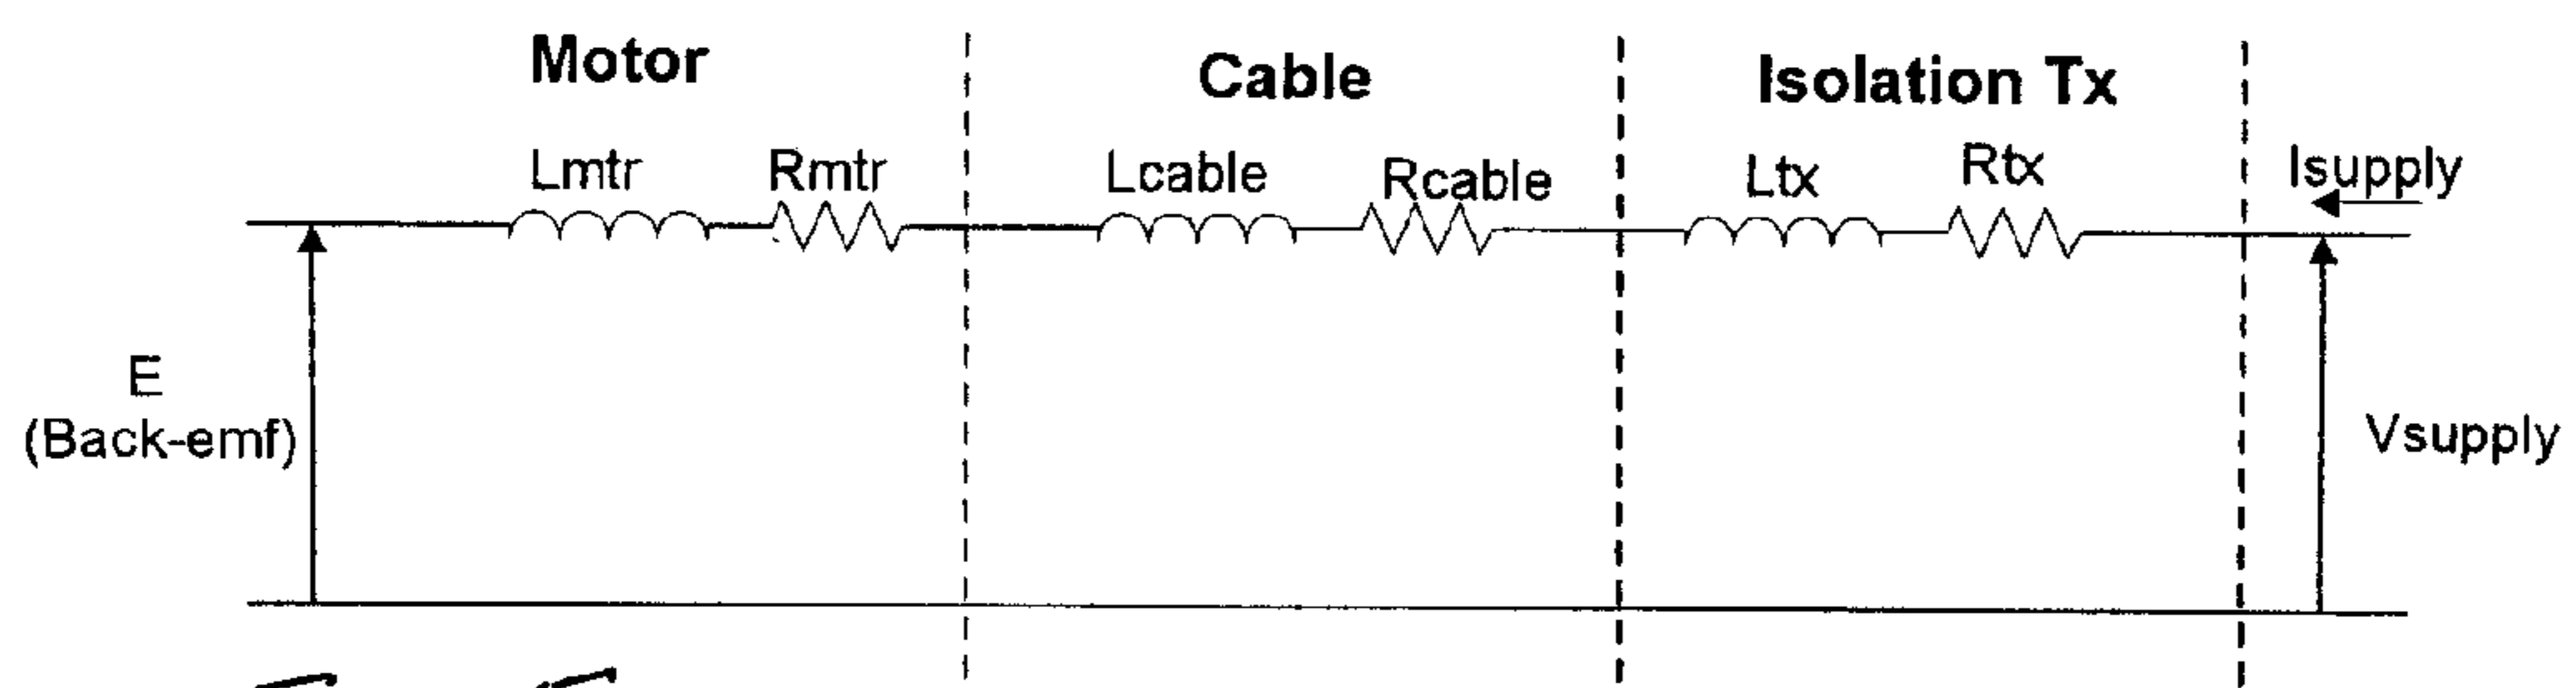 Motor
Cable
Isolation Tx
Lmtr
Rmtr
Lcable
Rcable
Ltx
Rtx
Isupply
E
(Back-emf)
Vsupply